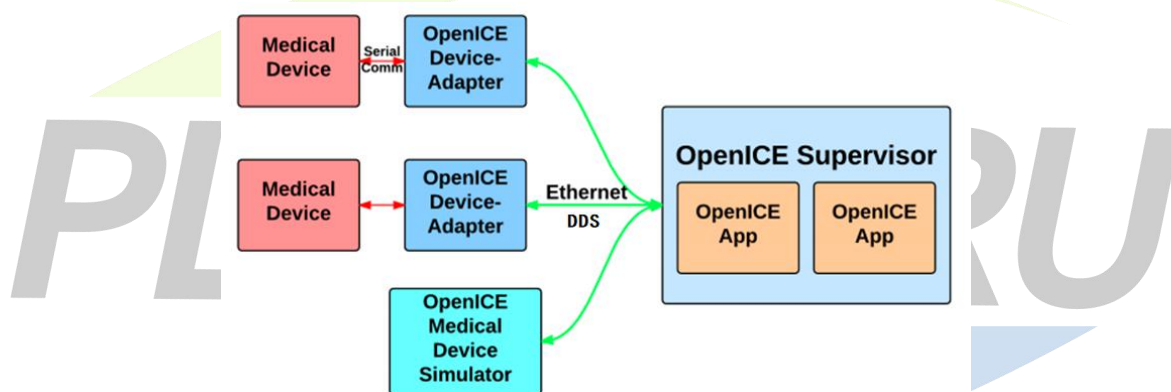 Medical
Device
Serial
Comm
OpenICE
Device-
Adapter
Medical
Device
OpenICE
Device-
Adapter
Ethernet
DDS
OpenICE
Medical
Device
Simulator
OpenICE Supervisor
OpenICE
App
OpenICE
App